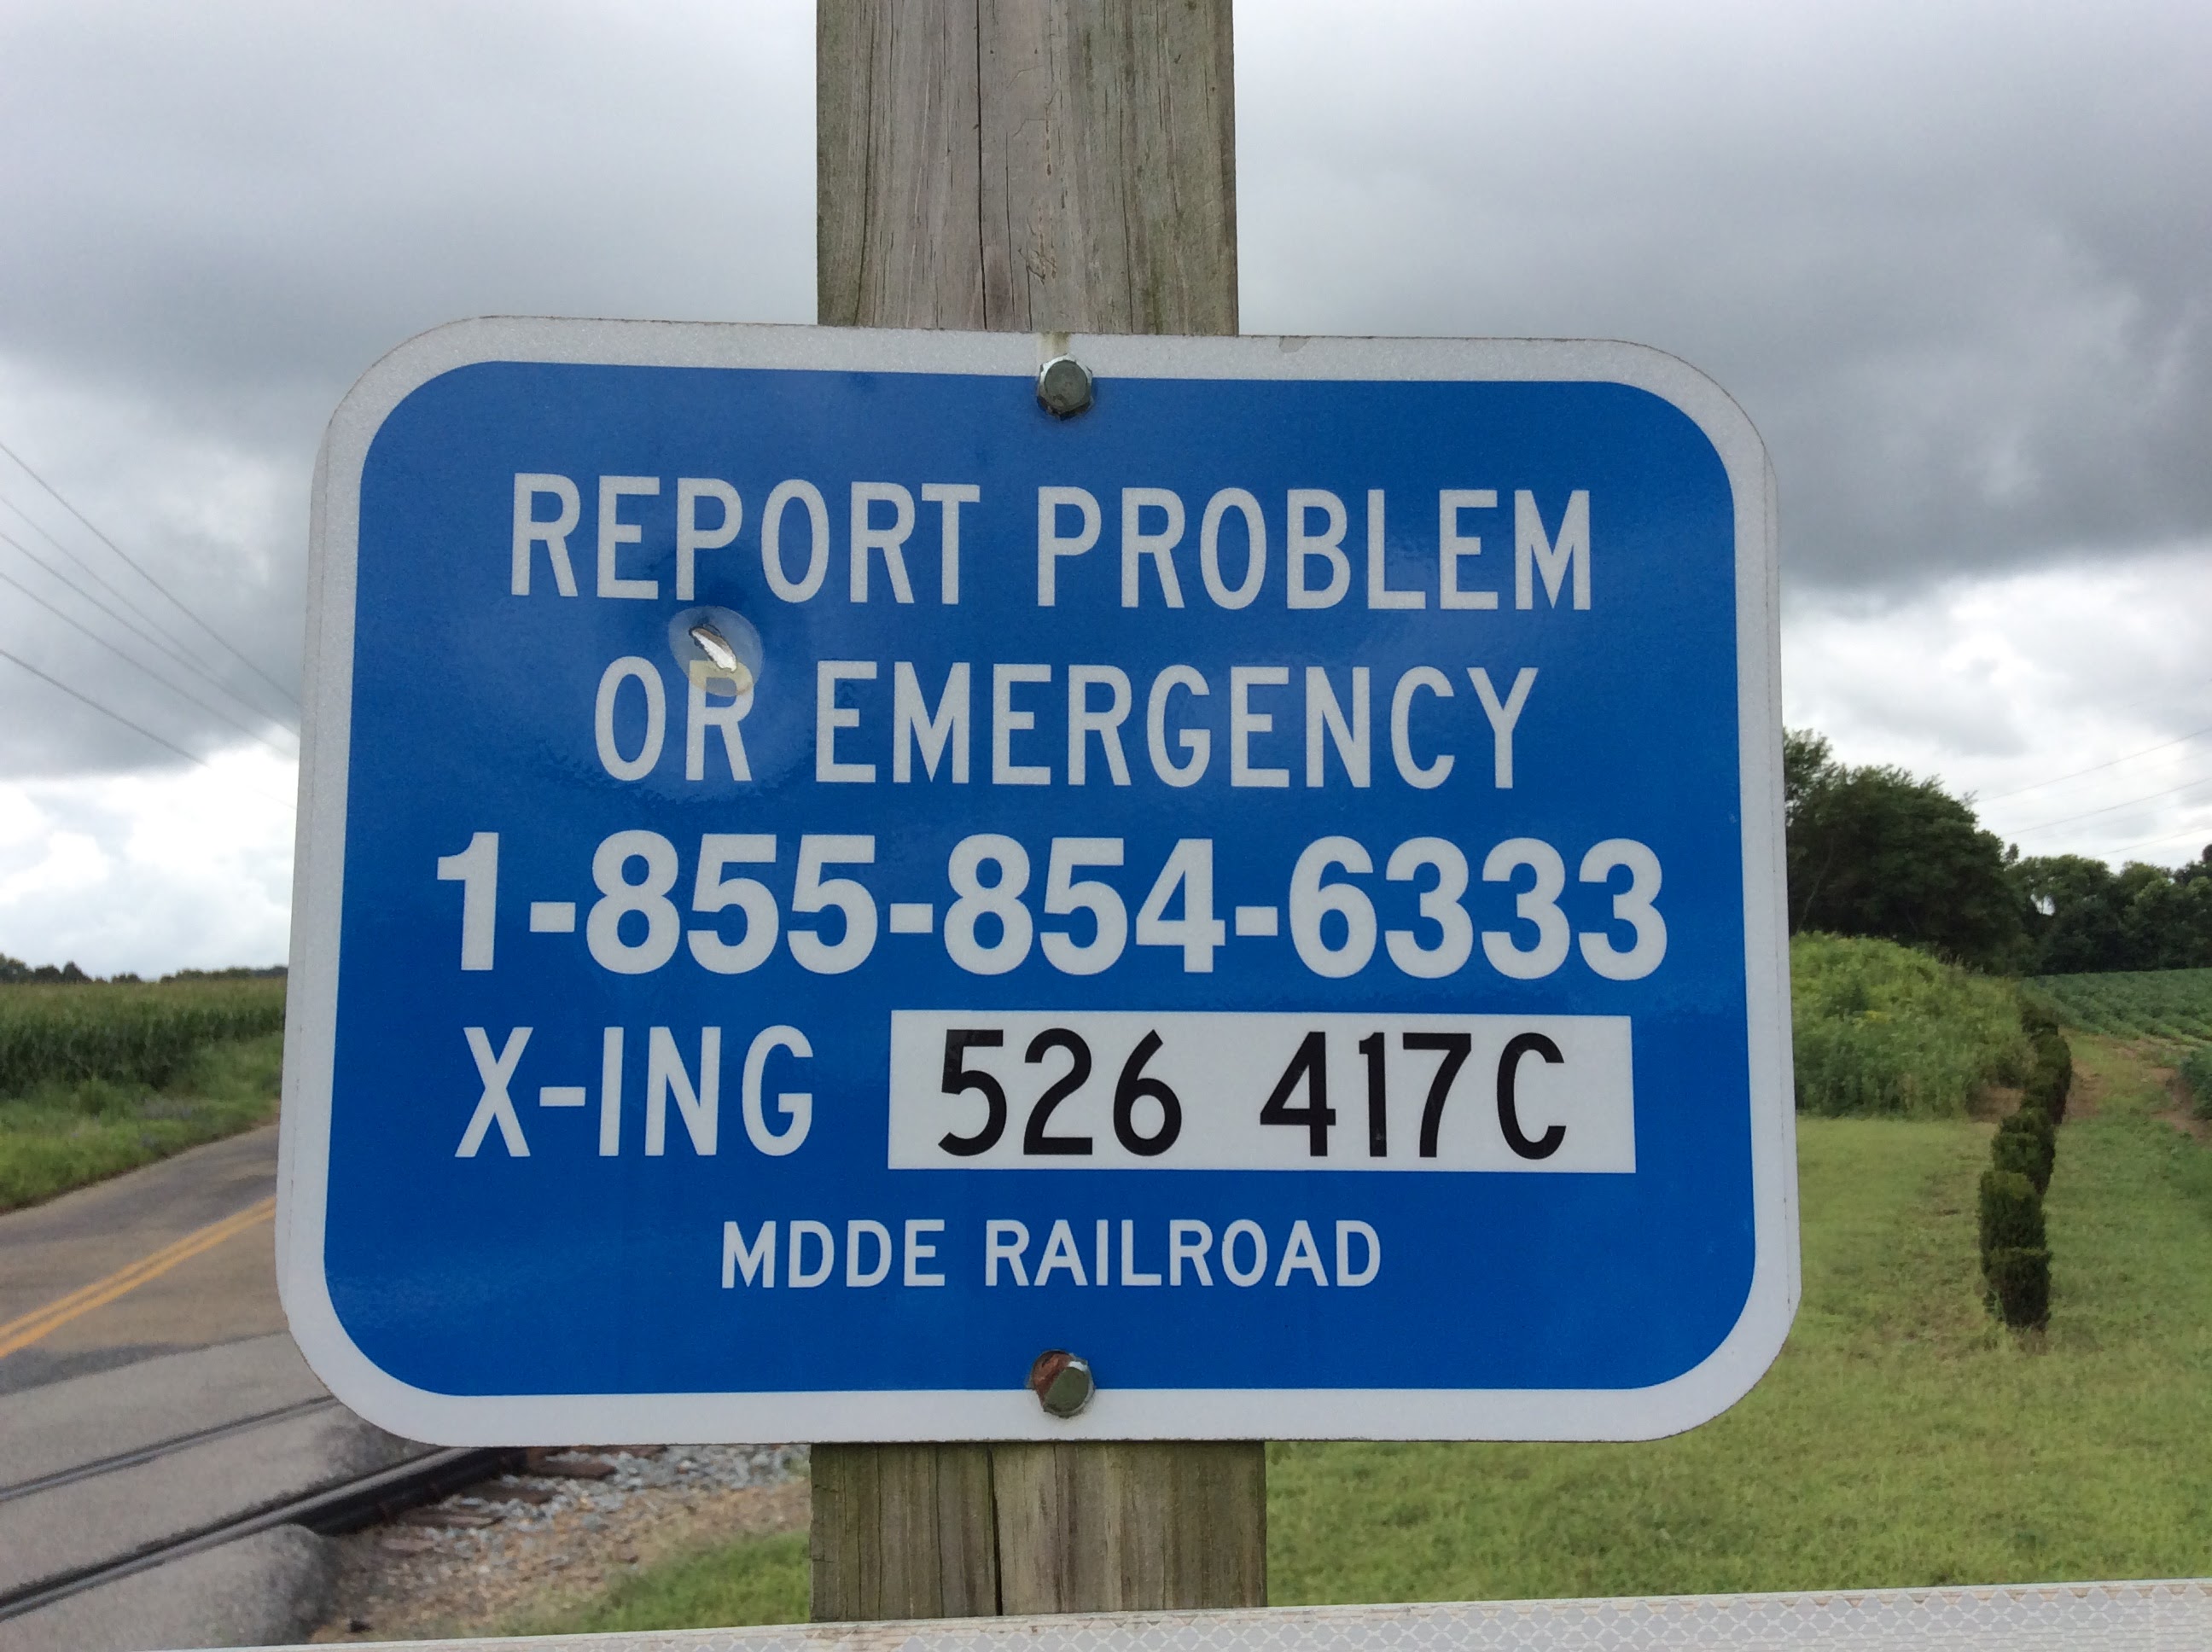 REPORT PROBLEM
OR EMERGENCY
1-855-854-6333
X-ING 526 417C
MDDE RAILROAD